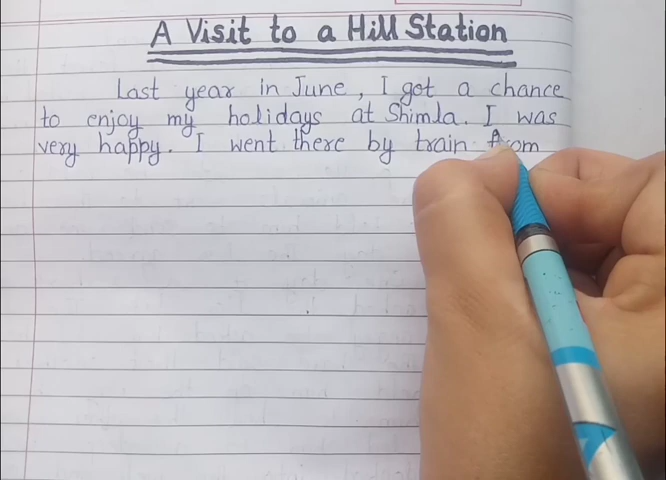 A Visit to a Hill Station
Last year in June, I got a chance
to enjoy my holidays at Shimla. I was
very happy. I went there by train from